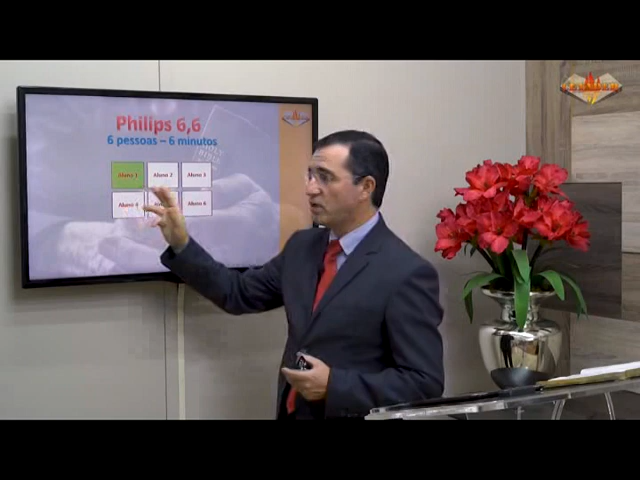 Philips 6,6
6 pessoas – 6 minutos
Aluno 1 Aluno 2 Aluno 3
Aluno 4 Aluno 6